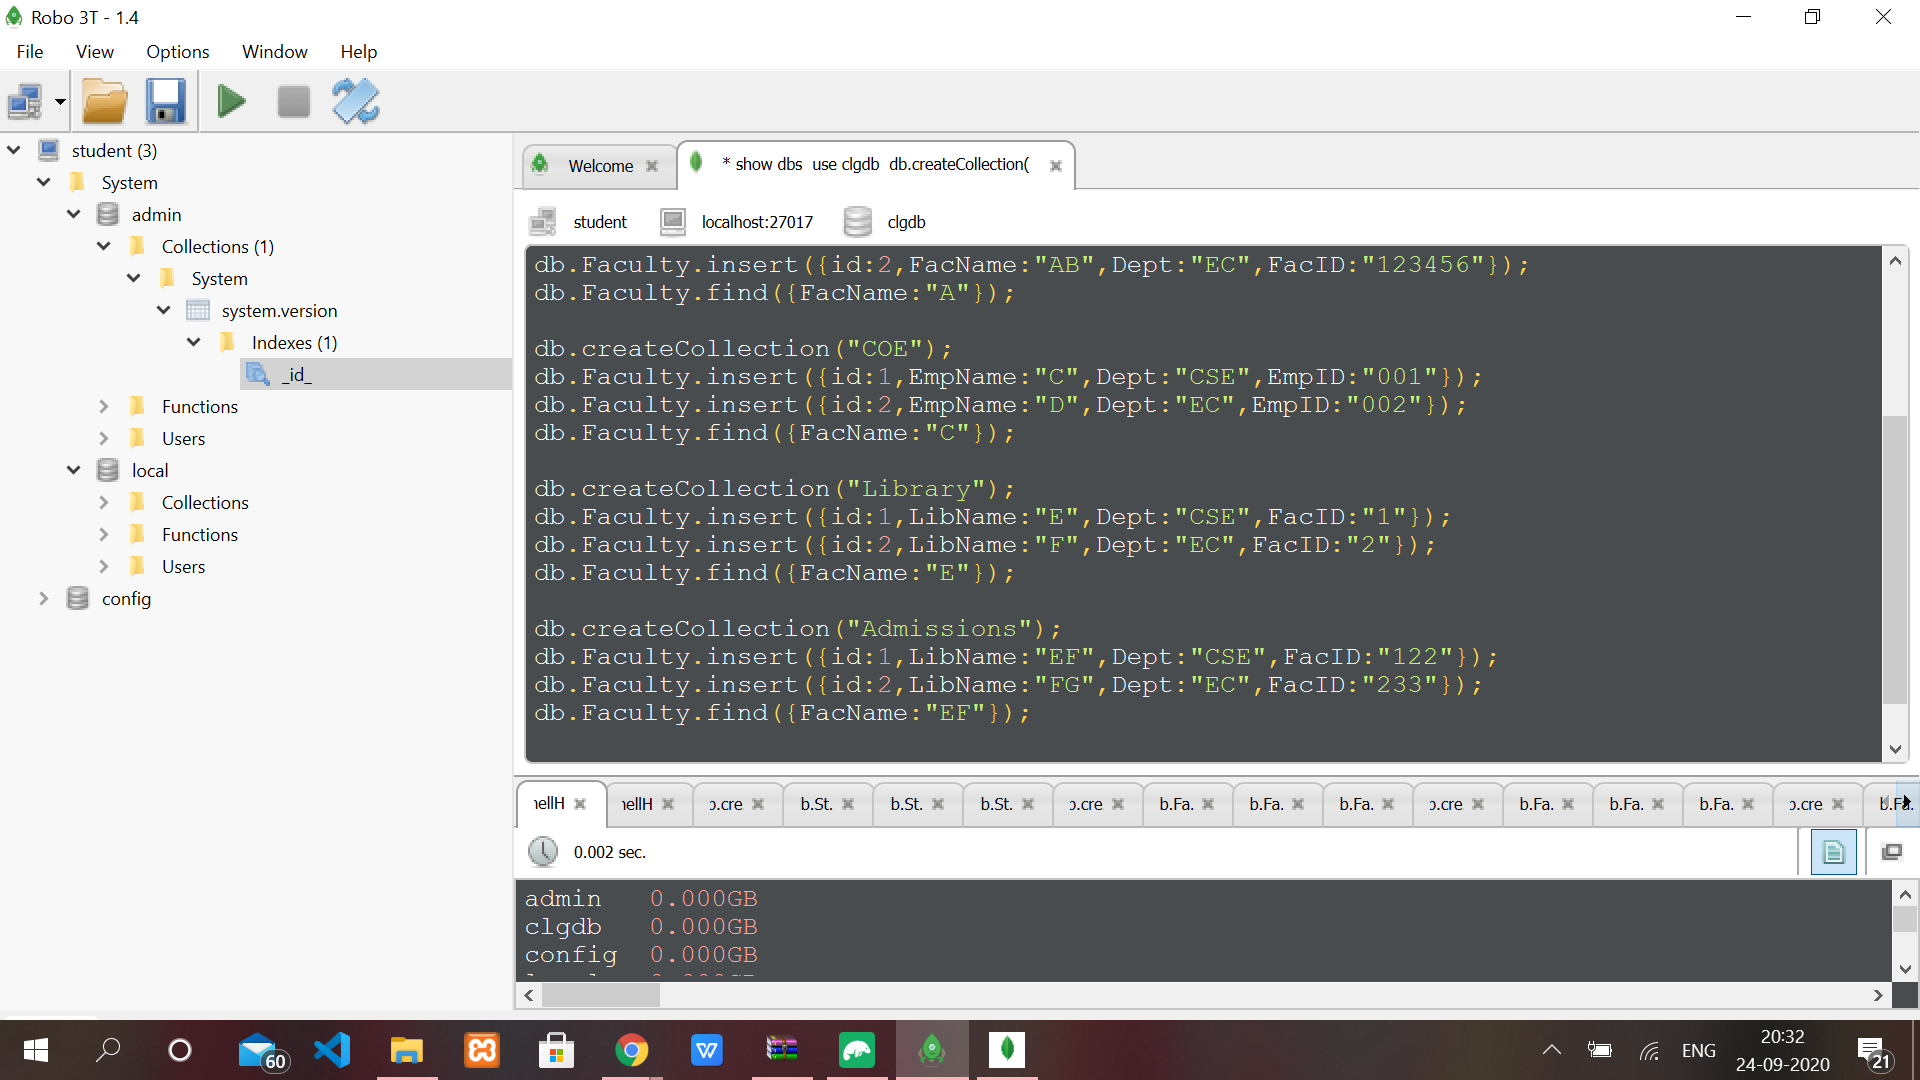 Robo 3T - 1.4
File View Options Window Help
student (3)
System
admin
Collections (1)
System
system.version
Indexes (1)
_id_
Functions
Users
local
Collections
Functions
Users
config
Welcome
* show dbs use clgdb db.createCollection(
student localhost:27017 clgdb
db.Faculty.insert({id:2,FacName:"AB",Dept:"EC",FacID:"123456"});
db.Faculty.find({FacName:"A"});
db.createCollection("COE");
db.Faculty.insert({id:1,EmpName:"C",Dept:"CSE",EmpID:"001"});
db.Faculty.insert({id:2,EmpName:"D",Dept:"EC",EmpID:"002"});
db.Faculty.find({FacName:"C"});
db.createCollection("Library");
db.Faculty.insert({id:1,LibName:"E",Dept:"CSE",FacID:"1"});
db.Faculty.insert({id:2,LibName:"F",Dept:"EC",FacID:"2"});
db.Faculty.find({FacName:"E"});
db.createCollection("Admissions");
db.Faculty.insert({id:1,LibName:"EF",Dept:"CSE",FacID:"122"});
db.Faculty.insert({id:2,LibName:"FG",Dept:"EC",FacID:"233"});
db.Faculty.find({FacName:"EF"});
ellH ellH .cre b.St. b.St. b.St. .cre b.Fa. b.Fa. b.Fa. .cre b.Fa. b.Fa. b.Fa. .cre b.Fa.
0.002 sec.
admin 0.000GB
clgdb 0.000GB
config 0.000GB
60
W
ENG
20:32
24-09-2020
21